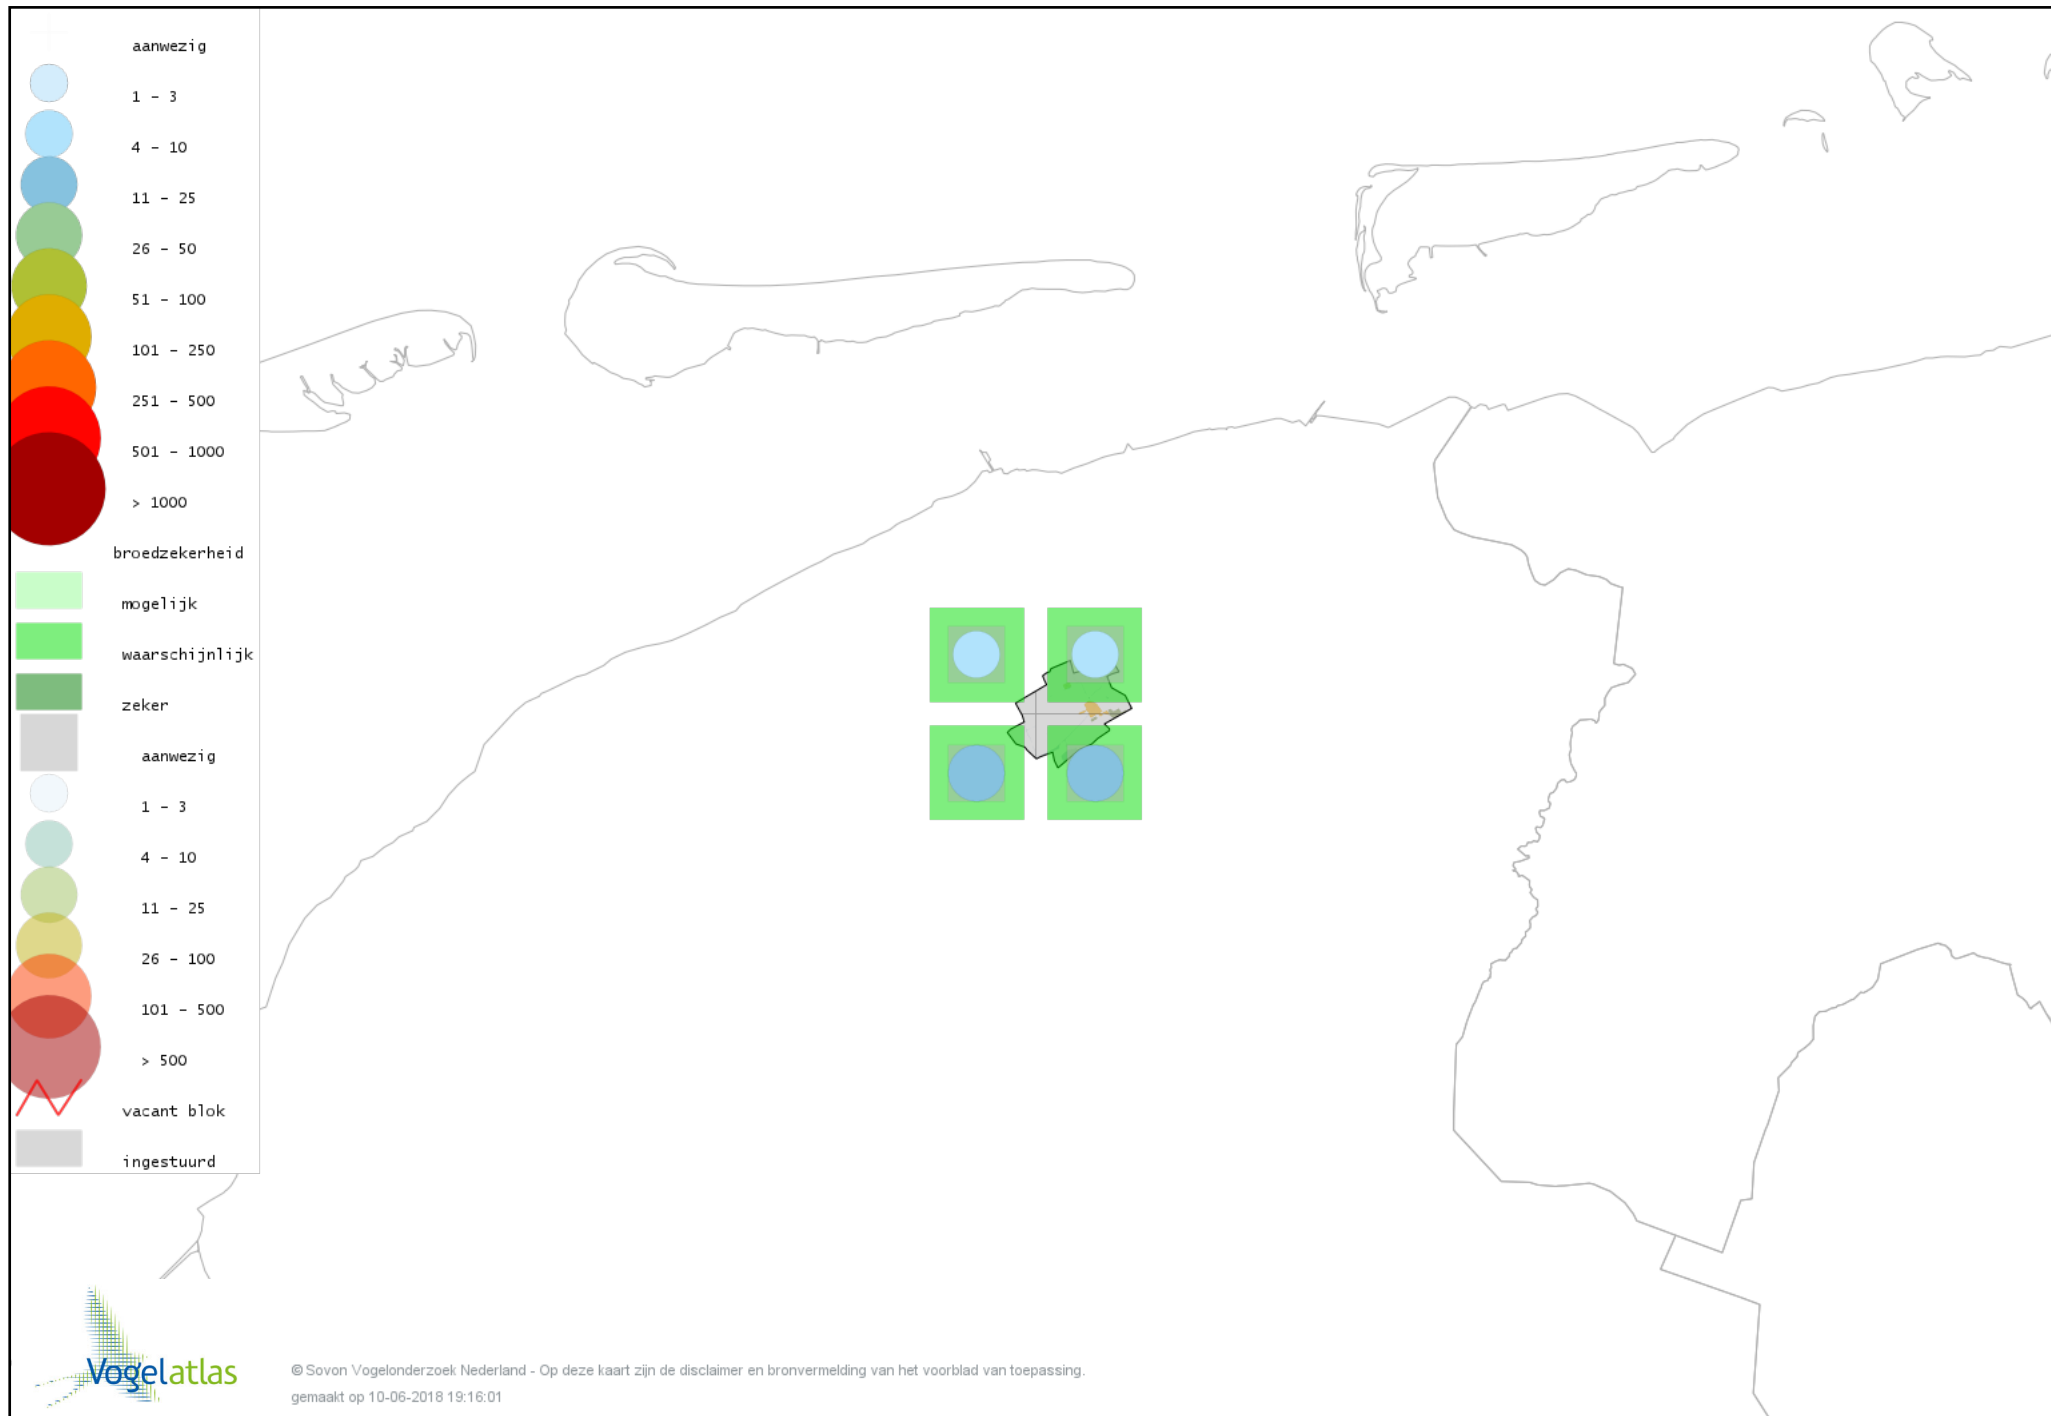 aanwezig
1 - 3
4 - 10
11 - 25
26 - 50
51 - 100
101 - 250
251 - 500
501 - 1000
> 1000
broedzekerheid
mogelijk
waarschijnlijk
zeker
aanwezig
1 - 3
4 - 10
11 - 25
26 - 100
101 - 500
> 500
vacant blok
ingestuurd
Vogelatlas
© Sovon Vogelonderzoek Nederland - Op deze kaart zijn de disclaimer en bronvermelding van het voorblad van toepassing.
gemaakt op 10-06-2018 19:16:01